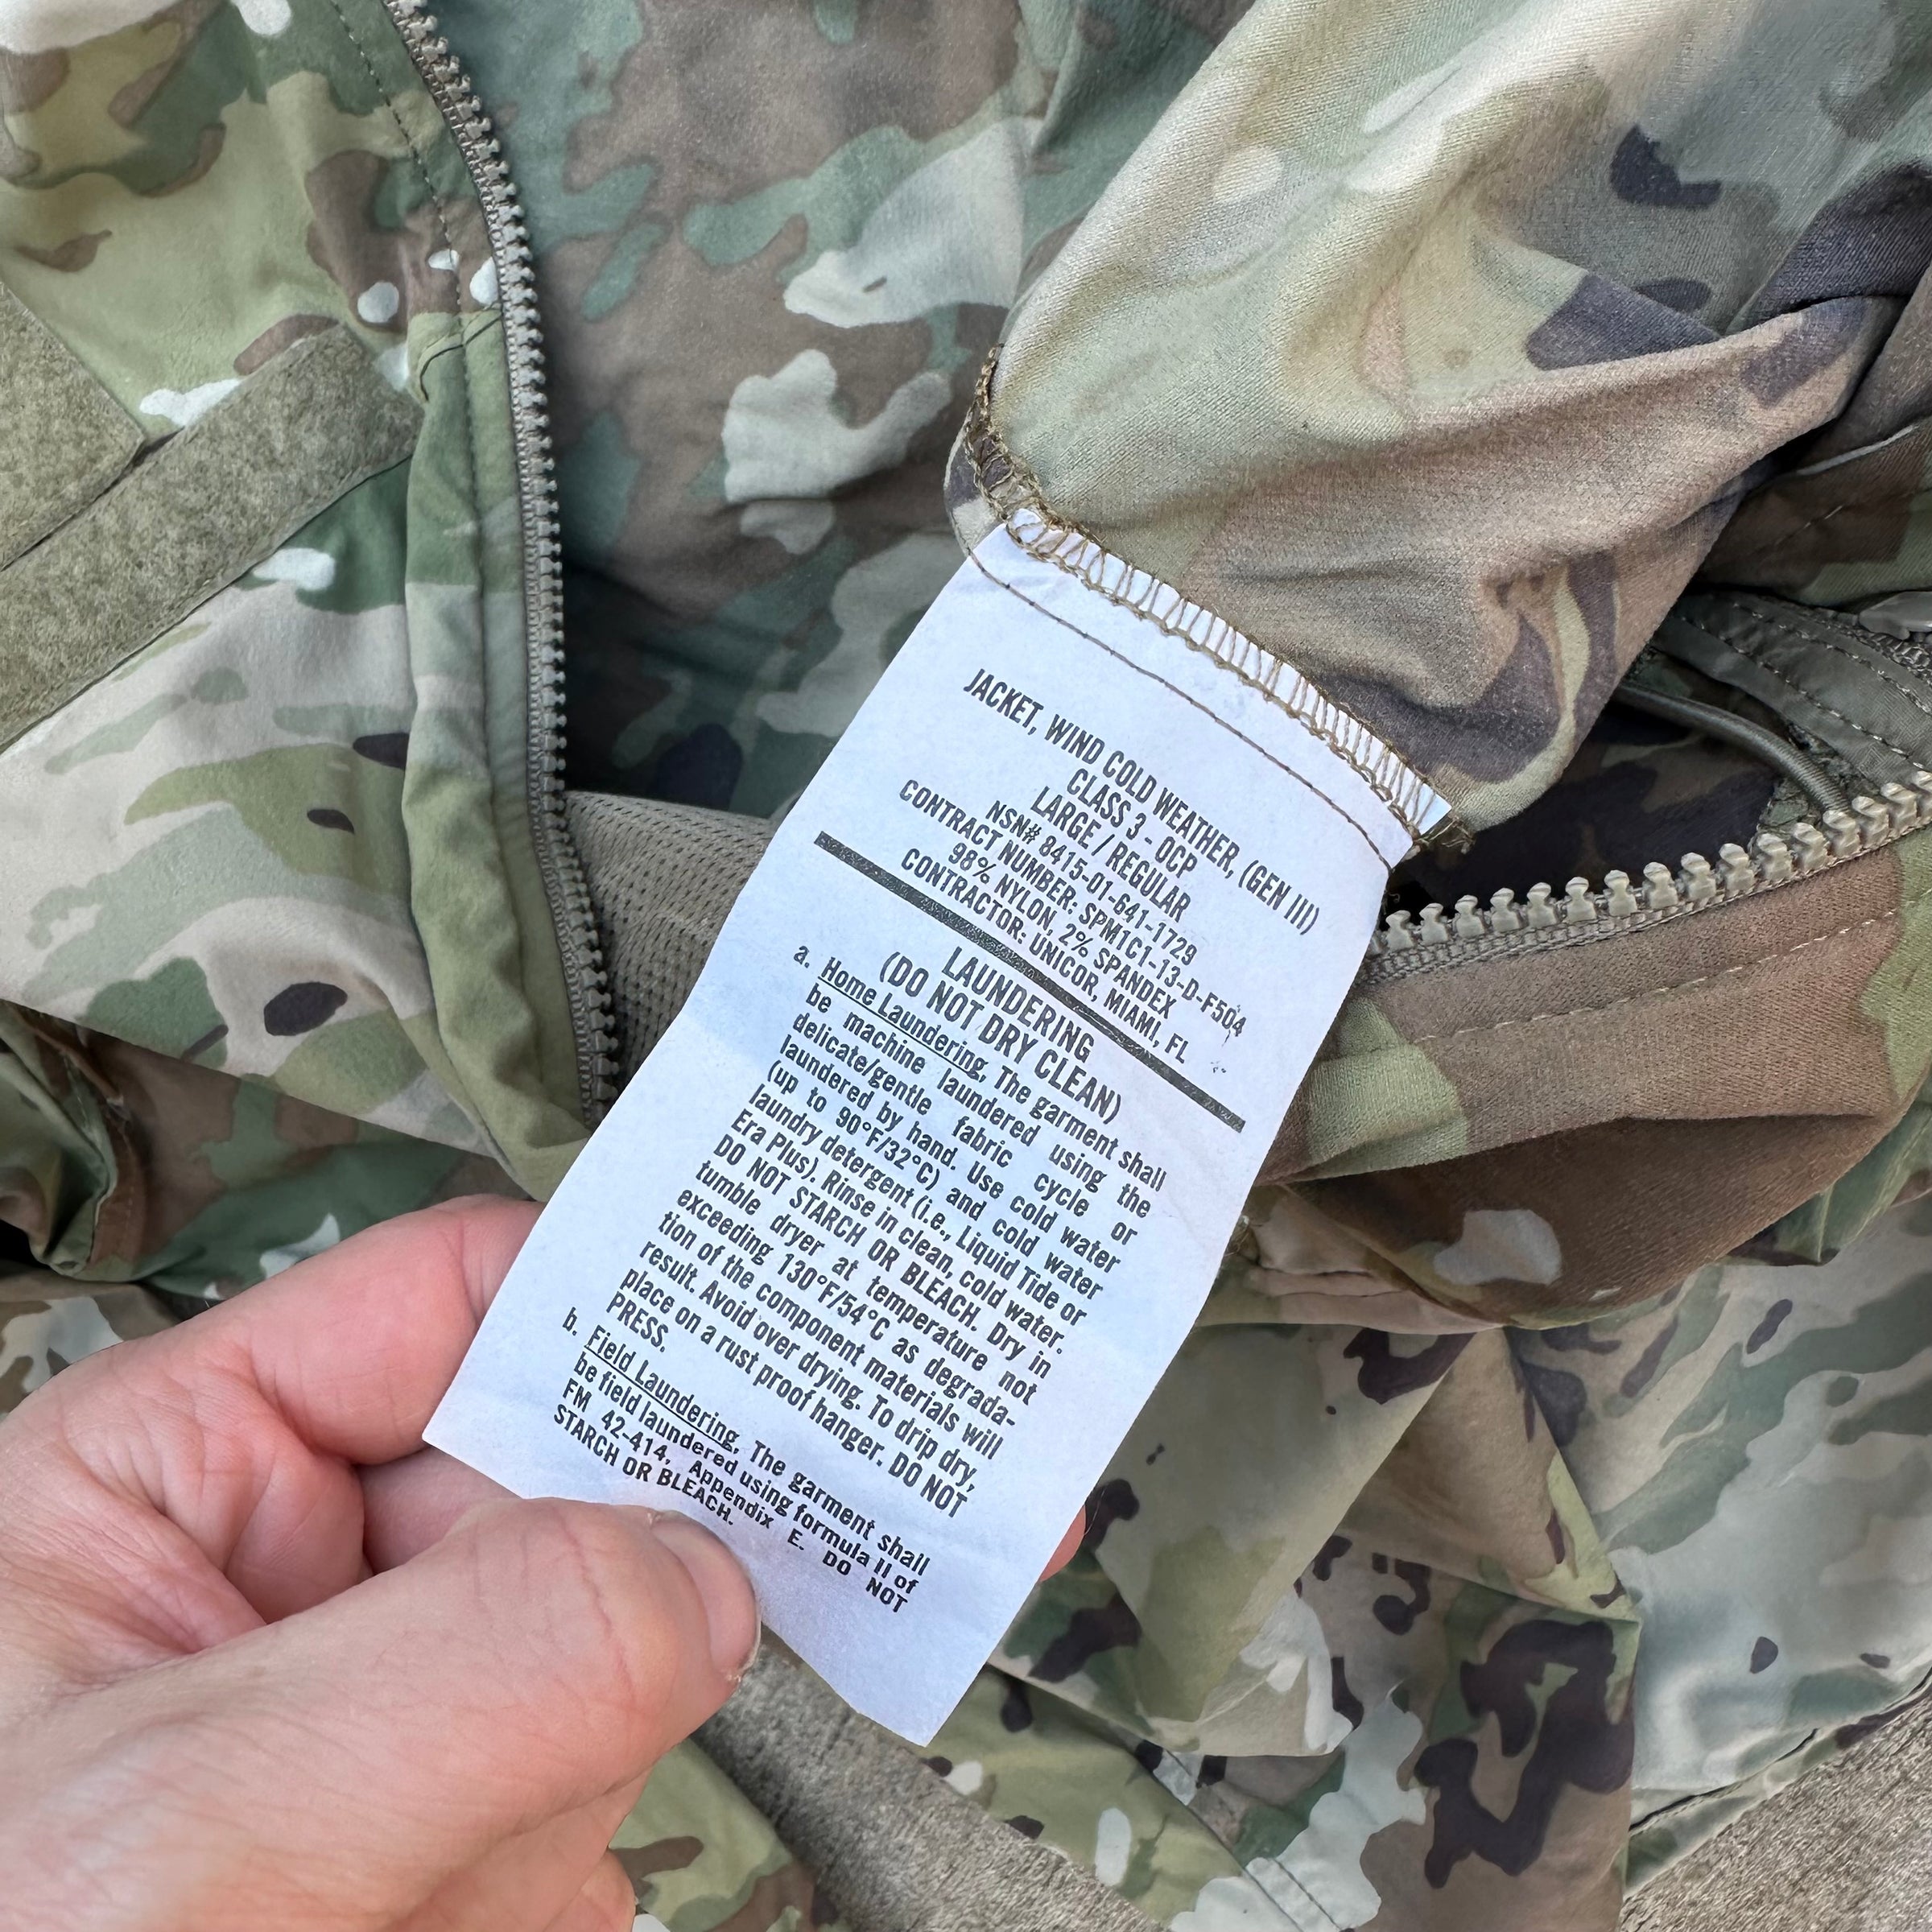 JACKET, WIND COLD WEATHER, (GEN III)
CLASS 3 - OCP
LARGE / REGULAR
NSN# 8415-01-641-1729
CONTRACT NUMBER: SPM1C1-13-D-F504
98% NYLON, 2% SPANDEX
CONTRACTOR: UNICOR, MIAMI, FL
LAUNDERING
(DO NOT DRY CLEAN)
a. Home Laundering. The garment shall
be machine laundered using the
delicate/gentle fabric cycle or
laundered by hand. Use cold water
(up to 90°F/32°C) and cold water
laundry detergent (i.e., Liquid Tide or
Era Plus). Rinse in clean, cold water.
DO NOT STARCH OR BLEACH. Dry in
tumble dryer at temperature not
exceeding 130°F/54°C as degrada-
tion of the component materials will
result. Avoid over drying. To drip dry,
place on a rust proof hanger. DO NOT
PRESS.
b. Field Laundering. The garment shall
be field laundered using formula II of
FM 42-414, Appendix E. DO NOT
STARCH OR BLEACH.